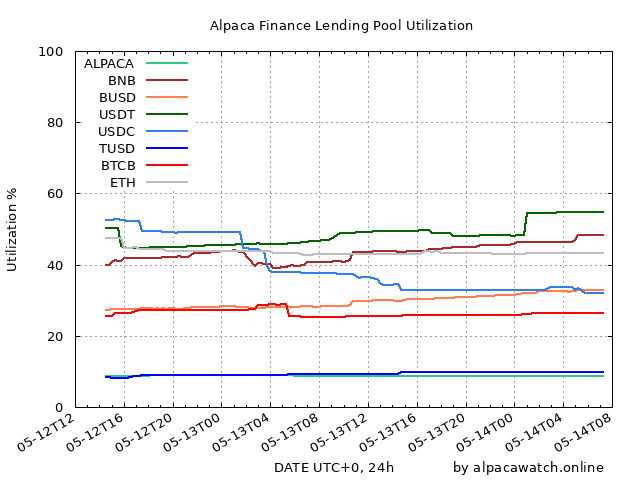 Alpaca Finance Lending Pool Utilization
100
80
60
40
20
0
Utilization %
ALPACA
BNB
BUSD
USDT
USDC
TUSD
BTCB
ETH
05-12T12
05-12T16
05-12T20
05-13T00
05-13T04
05-13T08
05-13T12
05-13T16
05-13T20
05-14T00
05-14T04
05-14T08
DATE UTC+0, 24h
by alpacawatch.online